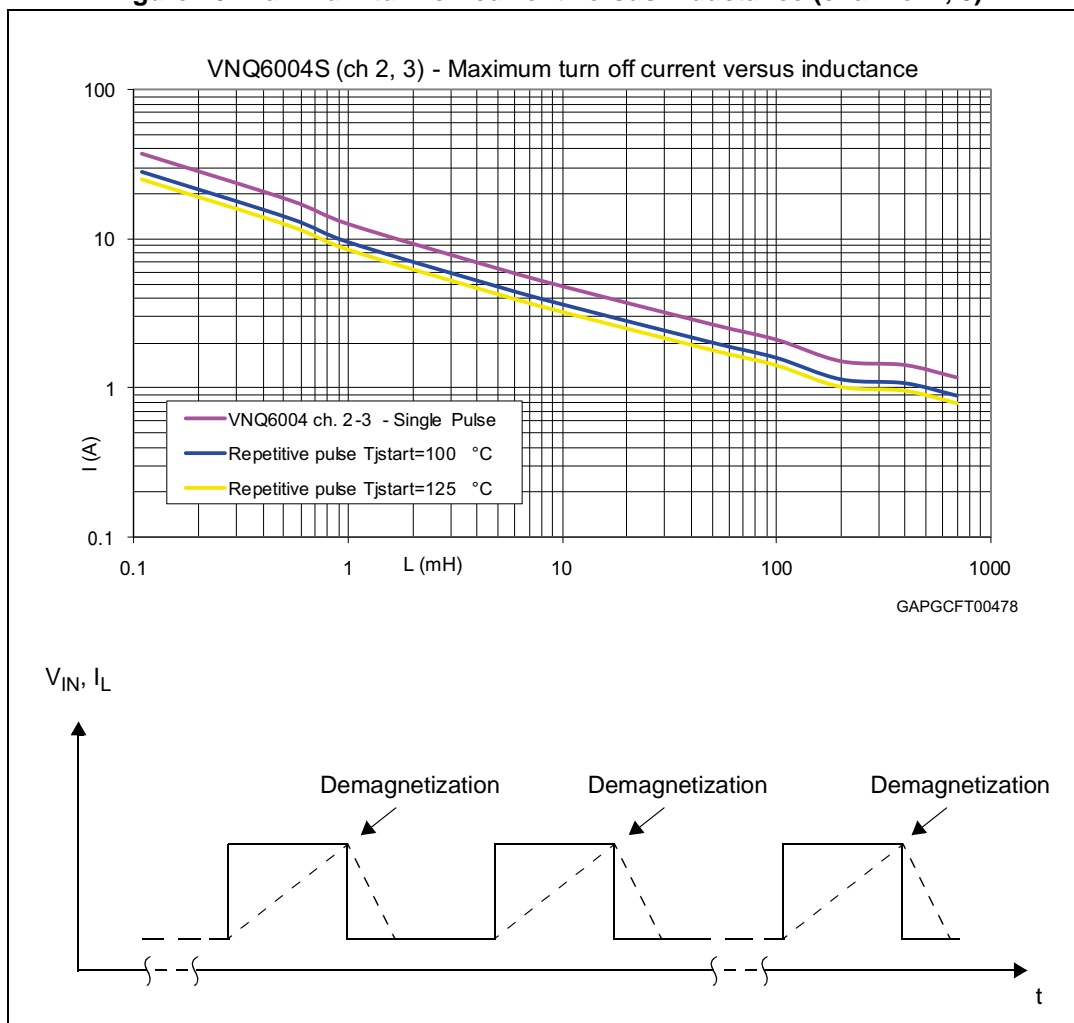 VNQ6004S (ch 2, 3) - Maximum turn off current versus inductance
100
10
1
0.1
I (A)
VNQ6004 ch. 2-3 - Single Pulse
Repetitive pulse Tjstart=100 °C
Repetitive pulse Tjstart=125 °C
0.1 1 10 100 1000
L (mH)
GAPGCFT00478
VIN, IL
Demagnetization Demagnetization Demagnetization
t